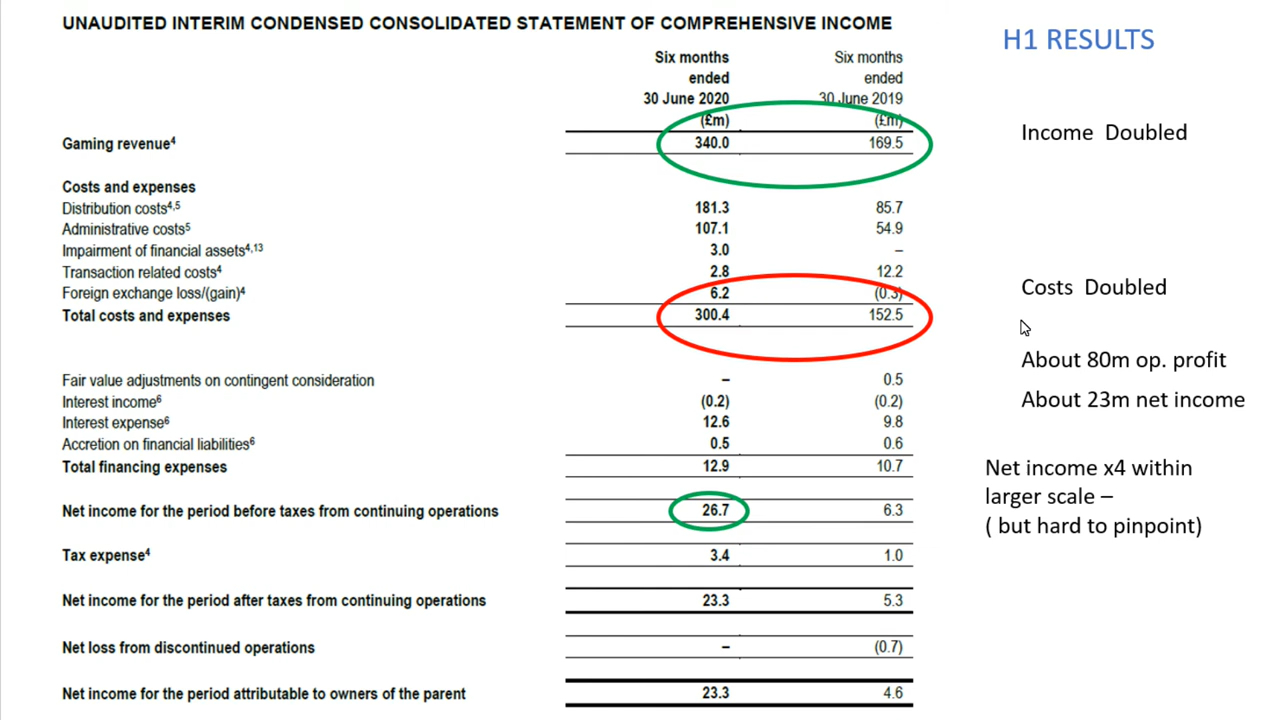 UNAUDITED INTERIM CONDENSED CONSOLIDATED STATEMENT OF COMPREHENSIVE INCOME
Six months Six months
ended ended
30 June 2020 30 June 2019
(£m) (£m)
Gaming revenue⁴ 340.0 169.5
Costs and expenses
Distribution costs⁴,⁵ 181.3 85.7
Administrative costs⁵ 107.1 54.9
Impairment of financial assets⁴,¹³ 3.0 –
Transaction related costs⁴ 2.8 12.2
Foreign exchange loss/(gain)⁴ 6.2 (0.3)
Total costs and expenses 300.4 152.5
Fair value adjustments on contingent consideration – 0.5
Interest income⁶ (0.2) (0.2)
Interest expense⁶ 12.6 9.8
Accretion on financial liabilities⁶ 0.5 0.6
Total financing expenses 12.9 10.7
Net income for the period before taxes from continuing operations 26.7 6.3
Tax expense⁴ 3.4 1.0
Net income for the period after taxes from continuing operations 23.3 5.3
Net loss from discontinued operations – (0.7)
Net income for the period attributable to owners of the parent 23.3 4.6
H1 RESULTS
Income Doubled
Costs Doubled
About 80m op. profit
About 23m net income
Net income x4 within
larger scale –
( but hard to pinpoint)